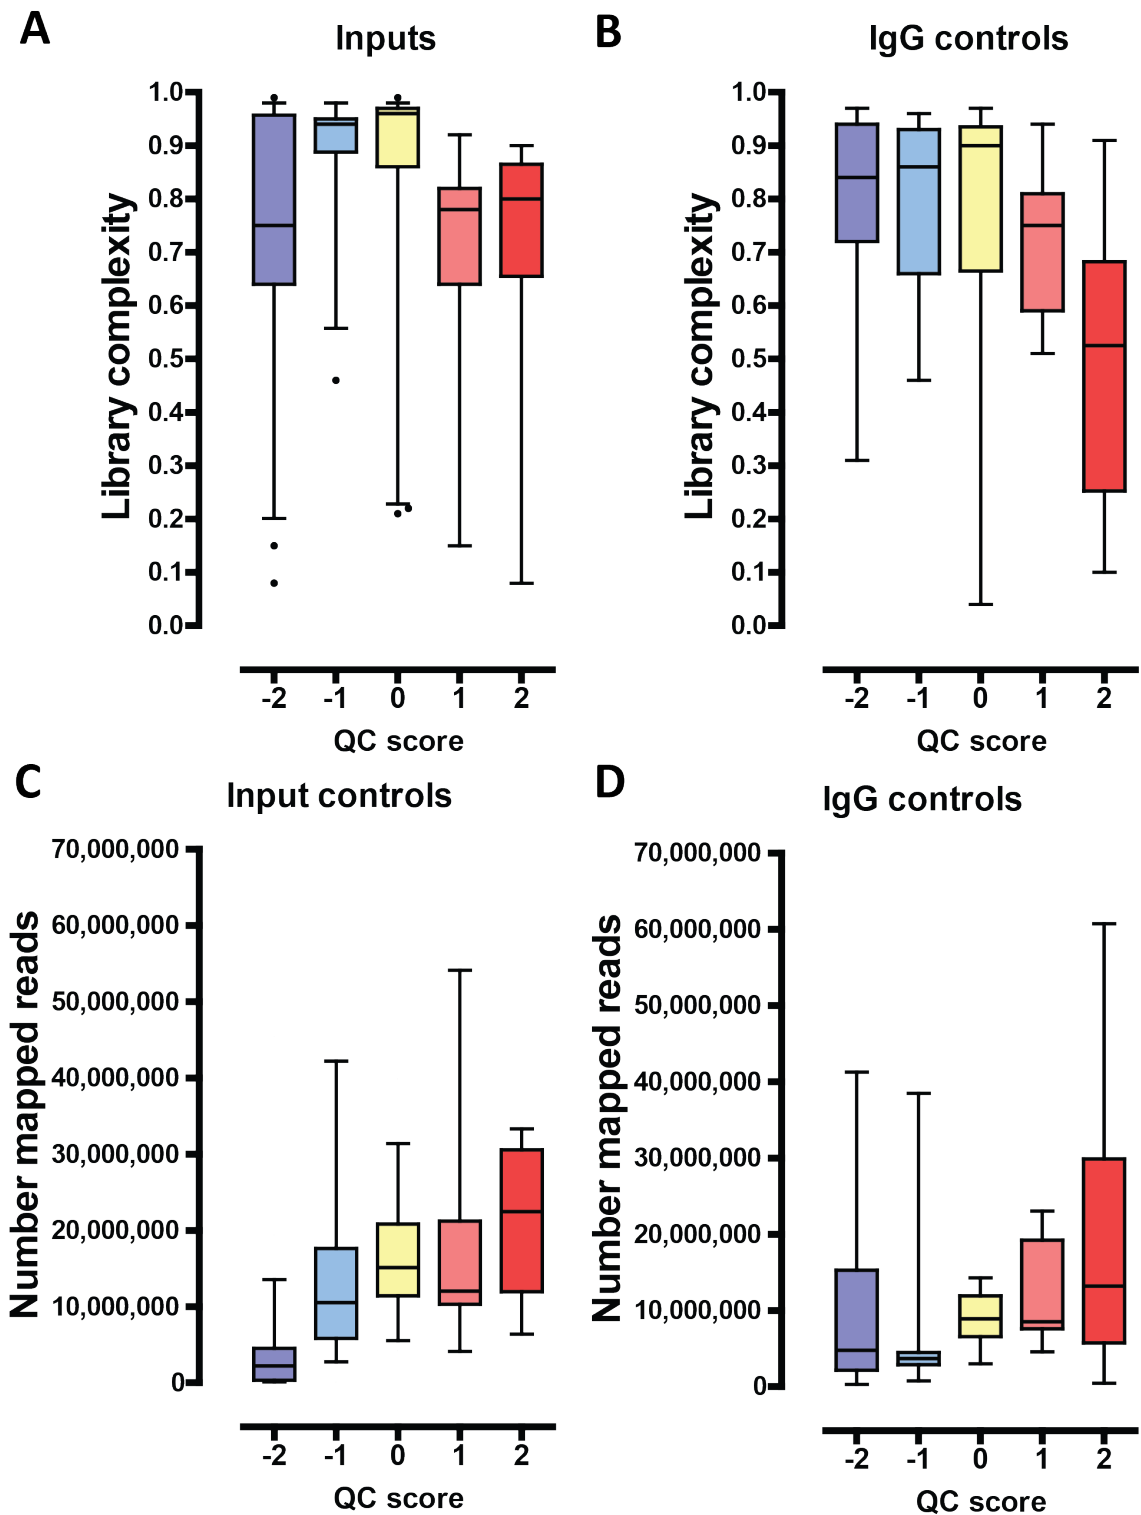 A
Inputs
Library complexity
1.0
0.9
0.8
0.7
0.6
0.5
0.4
0.3
0.2
0.1
0.0
-2 -1 0 1 2
QC score
B
IgG controls
Library complexity
1.0
0.9
0.8
0.7
0.6
0.5
0.4
0.3
0.2
0.1
0.0
-2 -1 0 1 2
QC score
C
Input controls
Number mapped reads
70,000,000
60,000,000
50,000,000
40,000,000
30,000,000
20,000,000
10,000,000
0
-2 -1 0 1 2
QC score
D
IgG controls
Number mapped reads
70,000,000
60,000,000
50,000,000
40,000,000
30,000,000
20,000,000
10,000,000
0
-2 -1 0 1 2
QC score